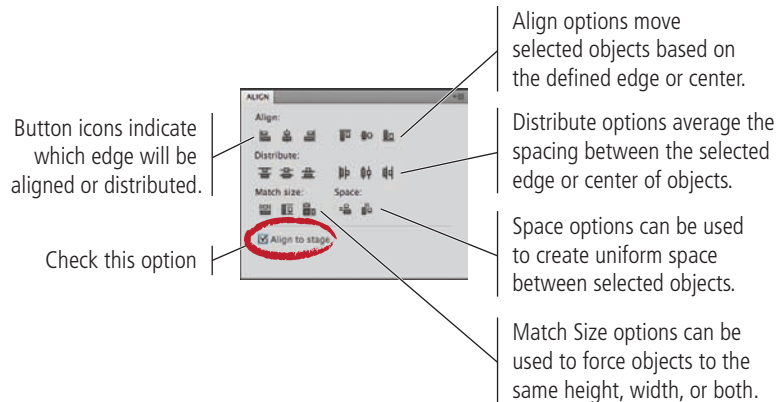 Align options move
selected objects based on
the defined edge or center.
Button icons indicate
which edge will be
aligned or distributed.
ALIGN
Align:
Distribute:
Match size: Space:
Align to stage
Distribute options average the
spacing between the selected
edge or center of objects.
Check this option
Space options can be used
to create uniform space
between selected objects.
Match Size options can be
used to force objects to the
same height, width, or both.